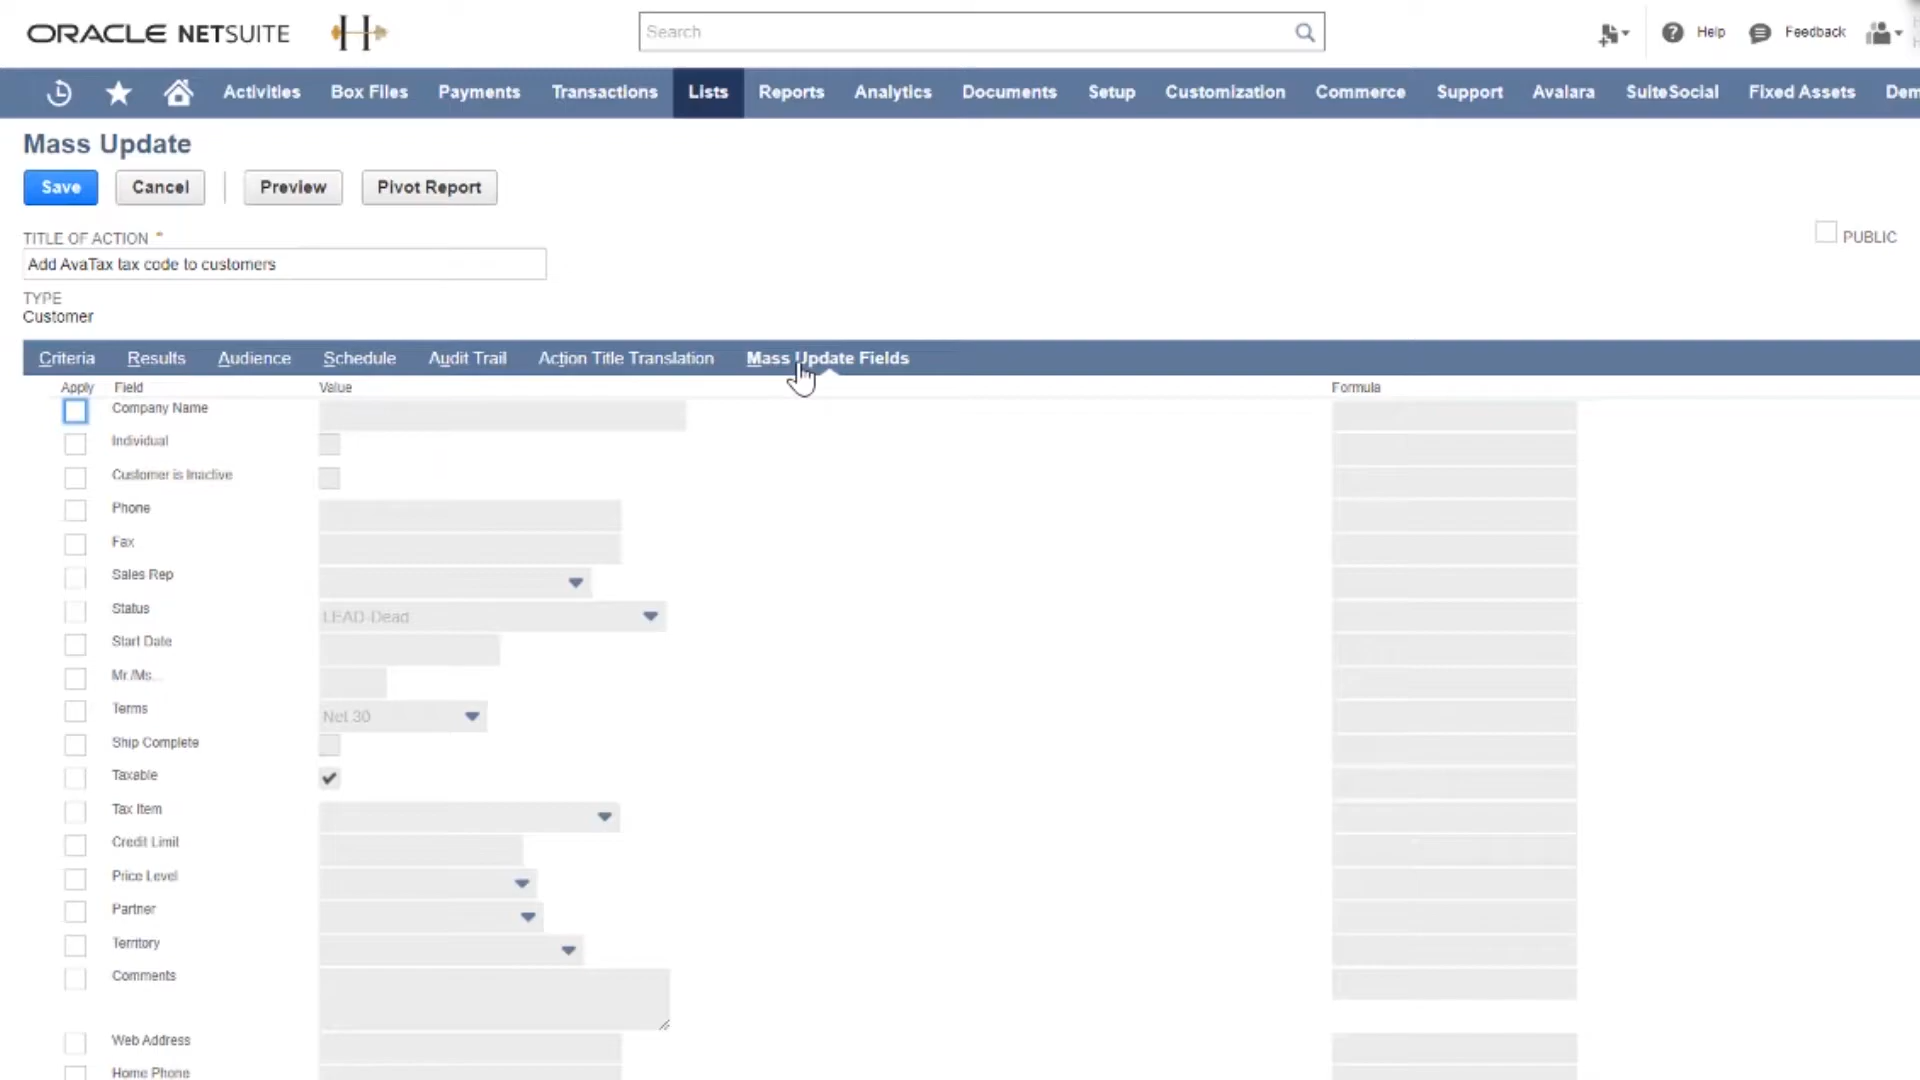 ORACLE NETSUITE
H
Search
Help
Feedback
Activities
Box Files
Payments
Transactions
Lists
Reports
Analytics
Documents
Setup
Customization
Commerce
Support
Avalara
SuiteSocial
Fixed Assets
Dem
Mass Update
Save
Cancel
Preview
Pivot Report
TITLE OF ACTION *
PUBLIC
Add AvaTax tax code to customers
TYPE
Customer
Criteria
Results
Audience
Schedule
Audit Trail
Action Title Translation
Mass Update Fields
Apply
Field
Value
Formula
Company Name
Individual
Customer is Inactive
Phone
Fax
Sales Rep
Status
LEAD-Dead
Start Date
Mr./Ms...
Terms
Net 30
Ship Complete
Taxable
Tax Item
Credit Limit
Price Level
Partner
Territory
Comments
Web Address
Home Phone